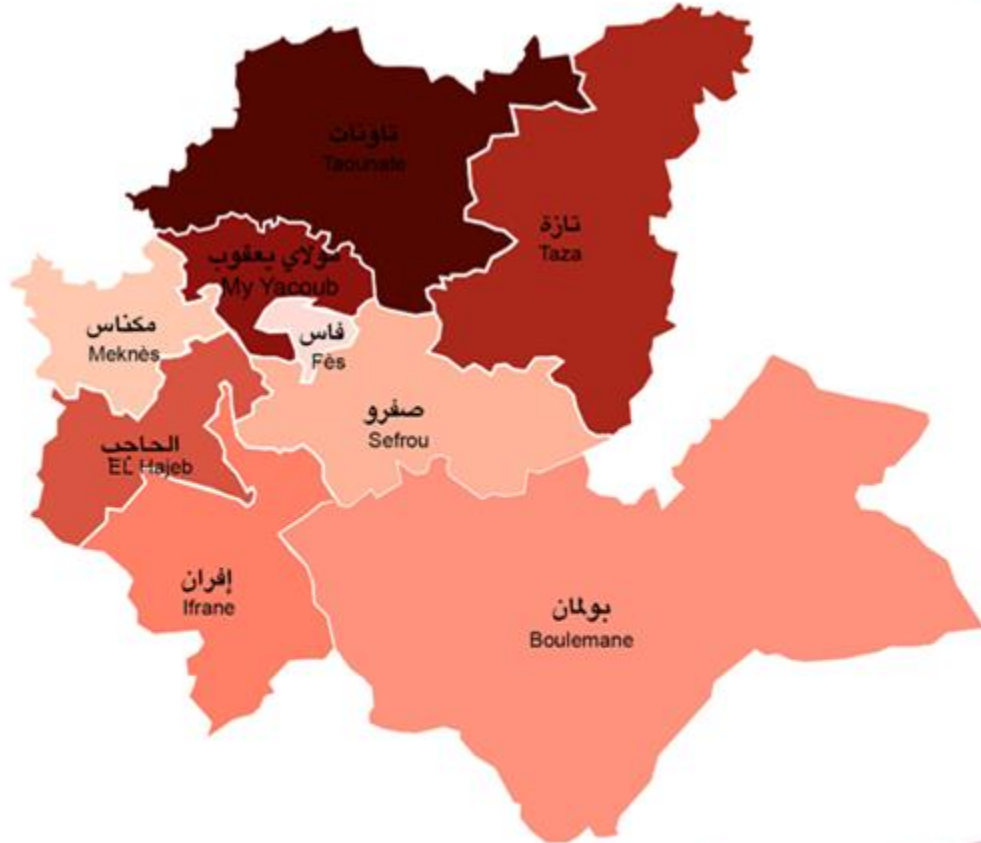 تاونات
Taounate
تازة
Taza
مولاي يعقوب
My Yacoub
فاس
Fès
مكناس
Meknès
صفرو
Sefrou
الحاجب
EL Hajeb
إفران
Ifrane
بولمان
Boulemane